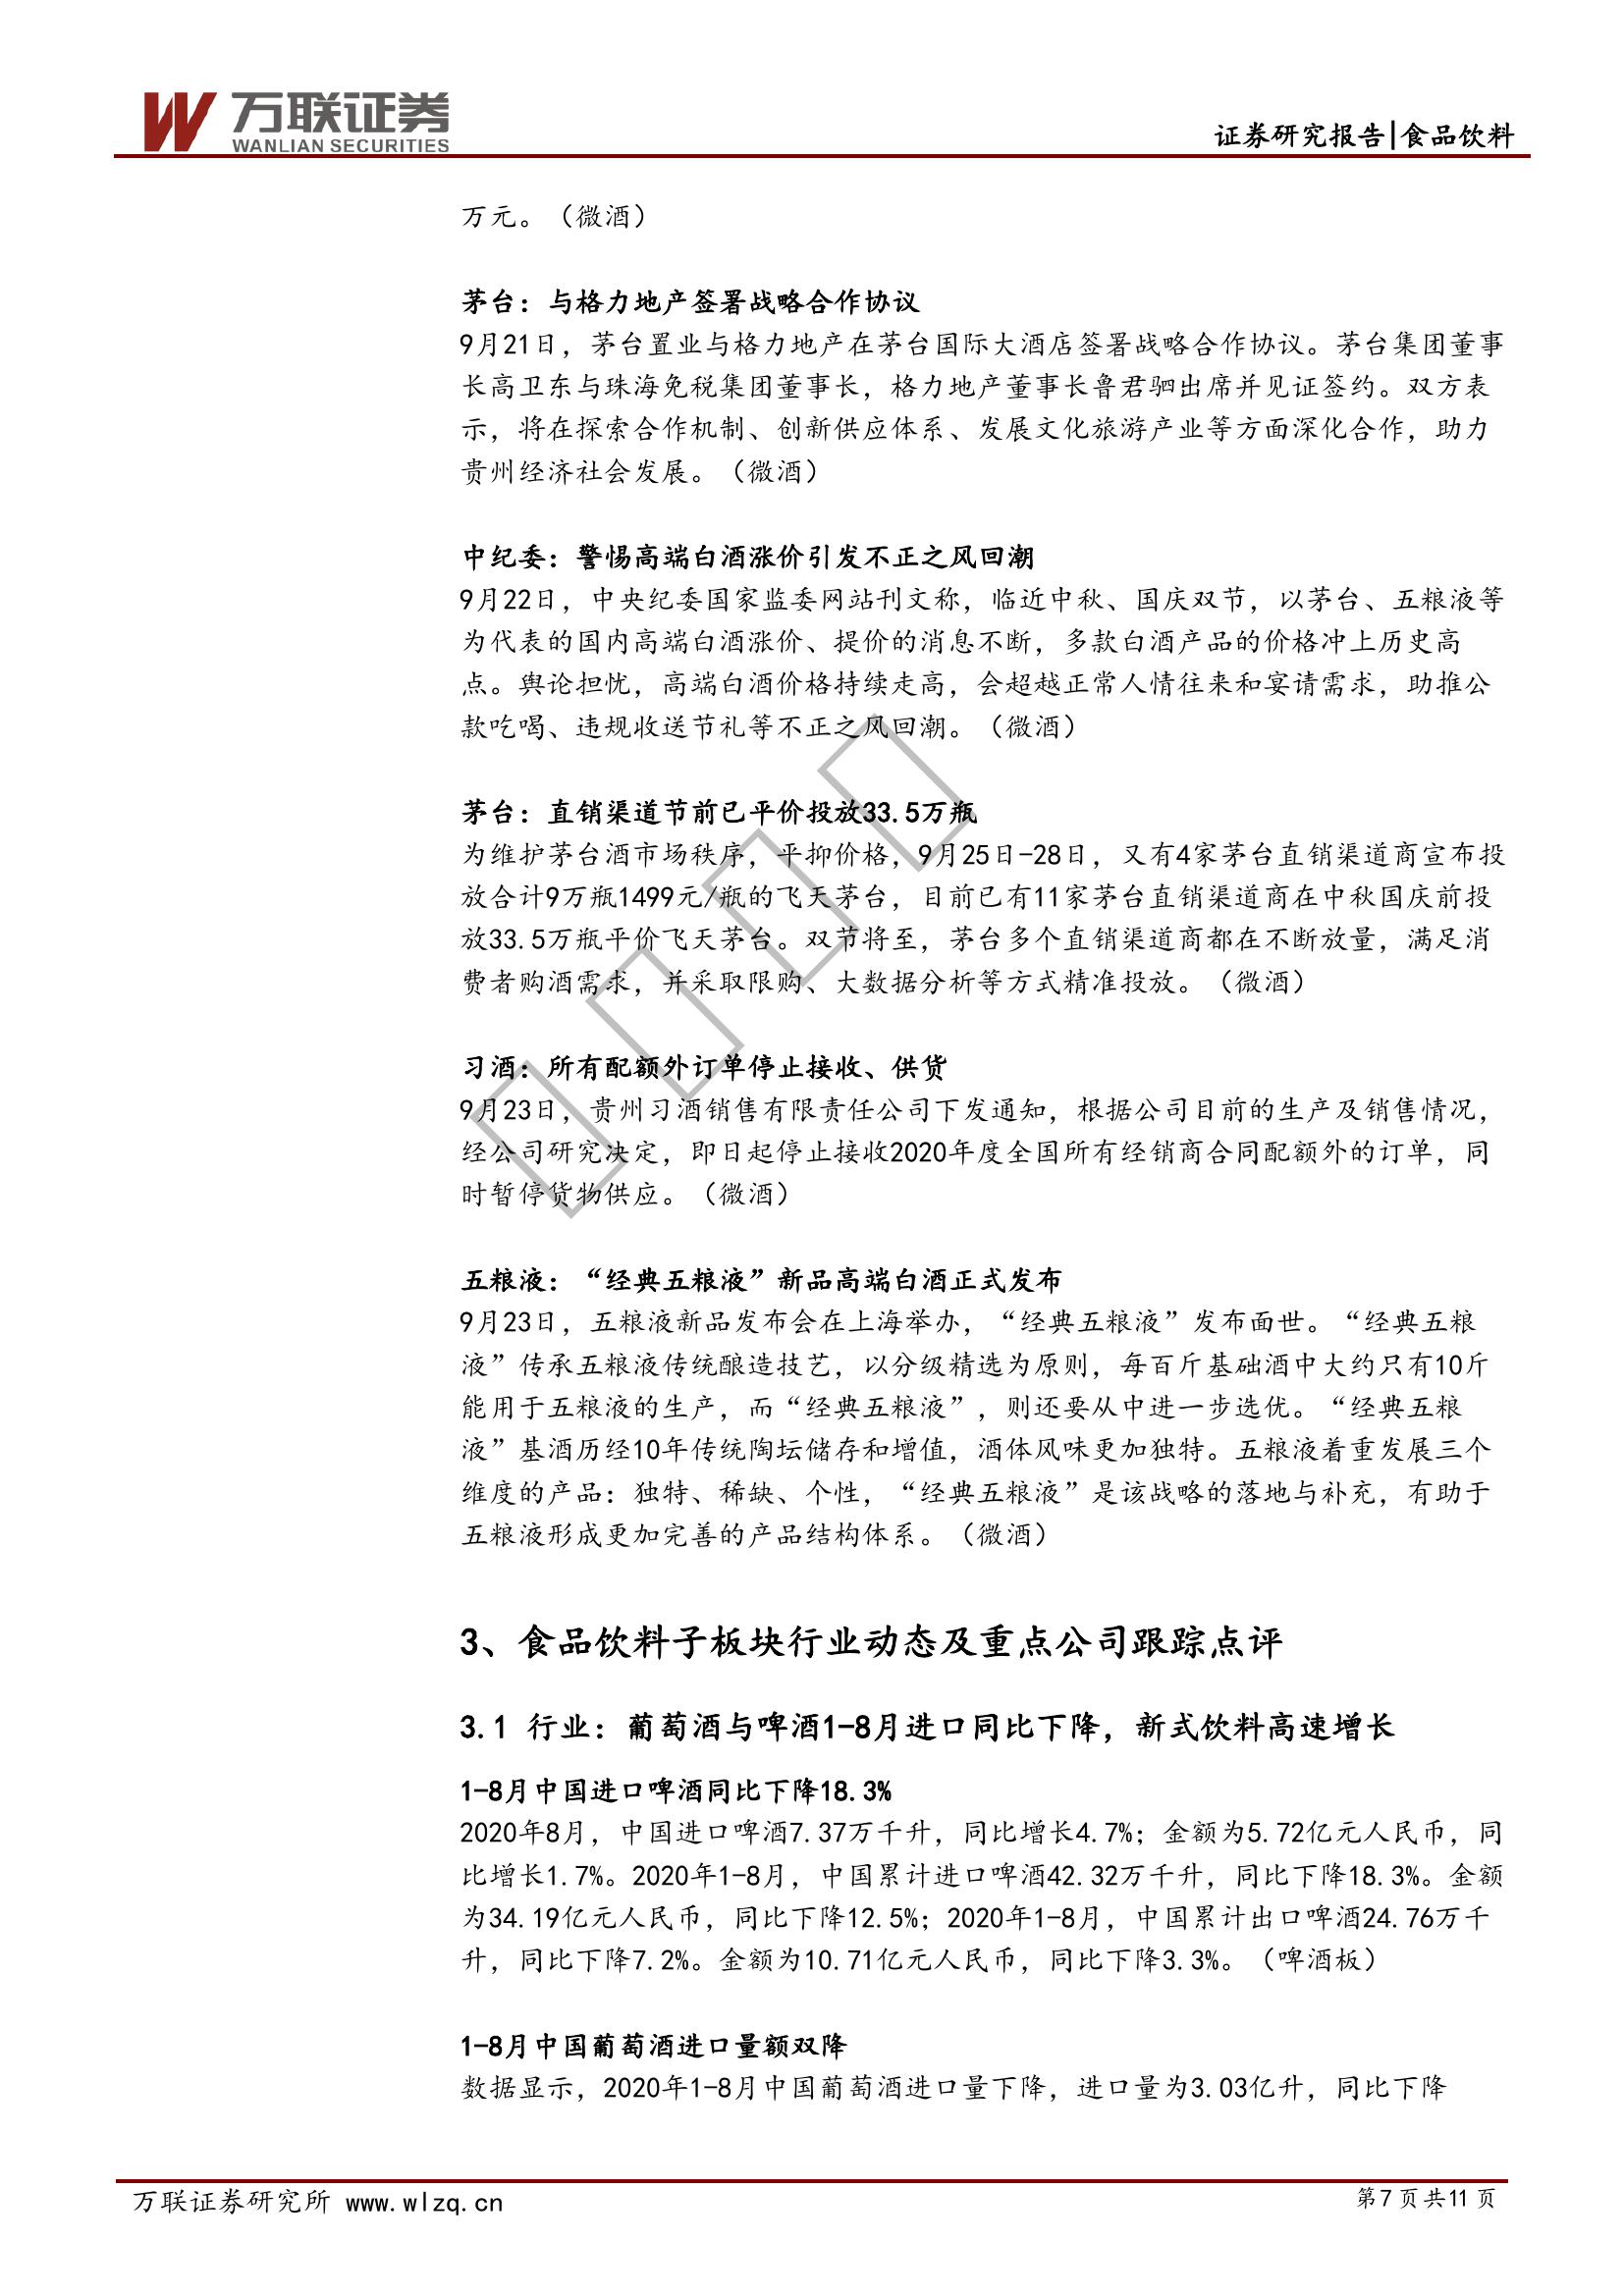 万联证券
WANLIAN SECURITIES
证券研究报告|食品饮料
万元。（微酒）
茅台：与格力地产签署战略合作协议
9月21日，茅台置业与格力地产在茅台国际大酒店签署战略合作协议。茅台集团董事
长高卫东与珠海免税集团董事长，格力地产董事长鲁君驷出席并见证签约。双方表
示，将在探索合作机制、创新供应体系、发展文化旅游产业等方面深化合作，助力
贵州经济社会发展。（微酒）
中纪委：警惕高端白酒涨价引发不正之风回潮
9月22日，中央纪委国家监委网站刊文称，临近中秋、国庆双节，以茅台、五粮液等
为代表的国内高端白酒涨价、提价的消息不断，多款白酒产品的价格冲上历史高
点。舆论担忧，高端白酒价格持续走高，会超越正常人情往来和宴请需求，助推公
款吃喝、违规收送节礼等不正之风回潮。（微酒）
茅台：直销渠道节前已平价投放33.5万瓶
为维护茅台酒市场秩序，平抑价格，9月25日-28日，又有4家茅台直销渠道商宣布投
放合计9万瓶1499元/瓶的飞天茅台，目前已有11家茅台直销渠道商在中秋国庆前投
放33.5万瓶平价飞天茅台。双节将至，茅台多个直销渠道商都在不断放量，满足消
费者购酒需求，并采取限购、大数据分析等方式精准投放。（微酒）
习酒：所有配额外订单停止接收、供货
9月23日，贵州习酒销售有限责任公司下发通知，根据公司目前的生产及销售情况，
经公司研究决定，即日起停止接收2020年度全国所有经销商合同配额外的订单，同
时暂停货物供应。（微酒）
五粮液：“经典五粮液”新品高端白酒正式发布
9月23日，五粮液新品发布会在上海举办，“经典五粮液”发布面世。“经典五粮
液”传承五粮液传统酿造技艺，以分级精选为原则，每百斤基础酒中大约只有10斤
能用于五粮液的生产，而“经典五粮液”，则还要从中进一步选优。“经典五粮
液”基酒历经10年传统陶坛储存和增值，酒体风味更加独特。五粮液着重发展三个
维度的产品：独特、稀缺、个性，“经典五粮液”是该战略的落地与补充，有助于
五粮液形成更加完善的产品结构体系。（微酒）
3、食品饮料子板块行业动态及重点公司跟踪点评
3.1 行业：葡萄酒与啤酒1-8月进口同比下降，新式饮料高速增长
1-8月中国进口啤酒同比下降18.3%
2020年8月，中国进口啤酒7.37万千升，同比增长4.7%；金额为5.72亿元人民币，同
比增长1.7%。2020年1-8月，中国累计进口啤酒42.32万千升，同比下降18.3%。金额
为34.19亿元人民币，同比下降12.5%；2020年1-8月，中国累计出口啤酒24.76万千
升，同比下降7.2%。金额为10.71亿元人民币，同比下降3.3%。（啤酒板）
1-8月中国葡萄酒进口量额双降
数据显示，2020年1-8月中国葡萄酒进口量下降，进口量为3.03亿升，同比下降
万联证券研究所 www.wlzq.cn
第7页共11页